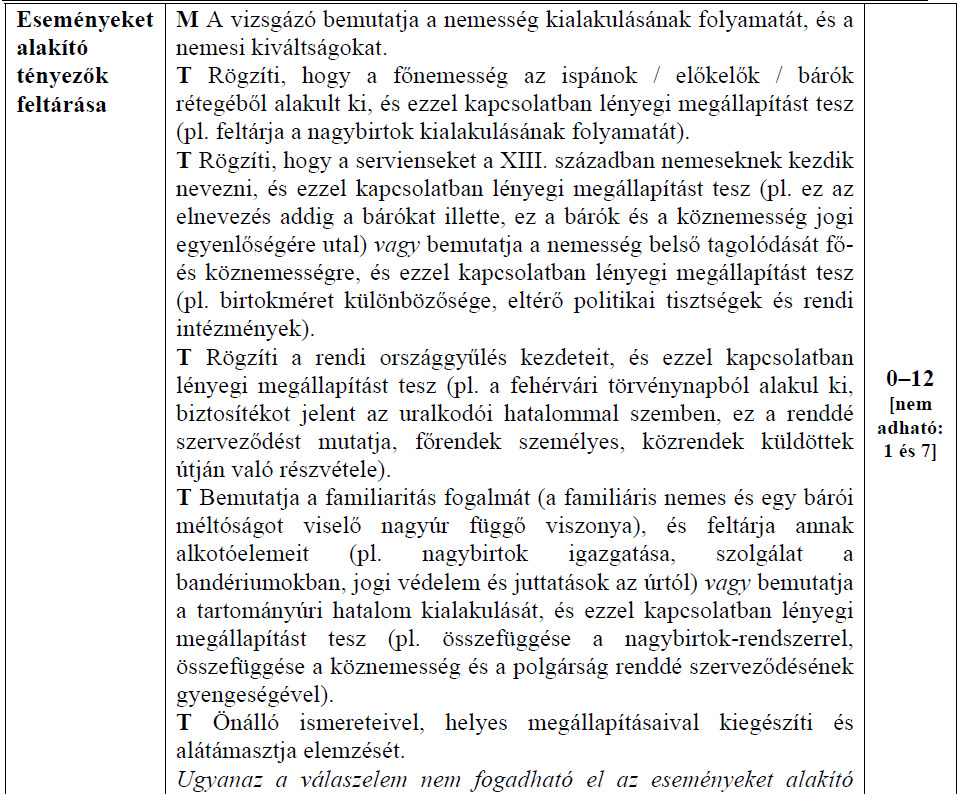 Eseményeket
alakító
tényezők
feltárása
M A vizsgázó bemutatja a nemesség kialakulásának folyamatát, és a
nemesi kiváltságokat.
T Rögzíti, hogy a főnemesség az ispánok / előkelők / bárók
rétegéből alakult ki, és ezzel kapcsolatban lényegi megállapítást tesz
(pl. feltárja a nagybirtok kialakulásának folyamatát).
T Rögzíti, hogy a servienseket a XIII. században nemeseknek kezdik
nevezni, és ezzel kapcsolatban lényegi megállapítást tesz (pl. ez az
elnevezés addig a bárókat illette, ez a bárók és a köznemesség jogi
egyenlőségére utal) vagy bemutatja a nemesség belső tagolódását fő-
és köznemességre, és ezzel kapcsolatban lényegi megállapítást tesz
(pl. birtokméret különbözősége, eltérő politikai tisztségek és rendi
intézmények).
T Rögzíti a rendi országgyűlés kezdeteit, és ezzel kapcsolatban
lényegi megállapítást tesz (pl. a fehérvári törvénynapból alakul ki,
biztosítékot jelent az uralkodói hatalommal szemben, ez a renddé
szerveződést mutatja, főrendek személyes, közrendek küldöttek
útján való részvétele).
T Bemutatja a familiaritás fogalmát (a familiáris nemes és egy bárói
méltóságot viselő nagyúr függő viszonya), és feltárja annak
alkotóelemeit (pl. nagybirtok igazgatása, szolgálat a
bandériumokban, jogi védelem és juttatások az úrtól) vagy bemutatja
a tartományúri hatalom kialakulását, és ezzel kapcsolatban lényegi
megállapítást tesz (pl. összefüggése a nagybirtok-rendszerrel,
összefüggése a köznemesség és a polgárság renddé szerveződésének
gyengeségével).
T Önálló ismereteivel, helyes megállapításaival kiegészíti és
alátámasztja elemzését.
Ugyanaz a válaszelem nem fogadható el az eseményeket alakító
0–12
[nem
adható:
1 és 7]